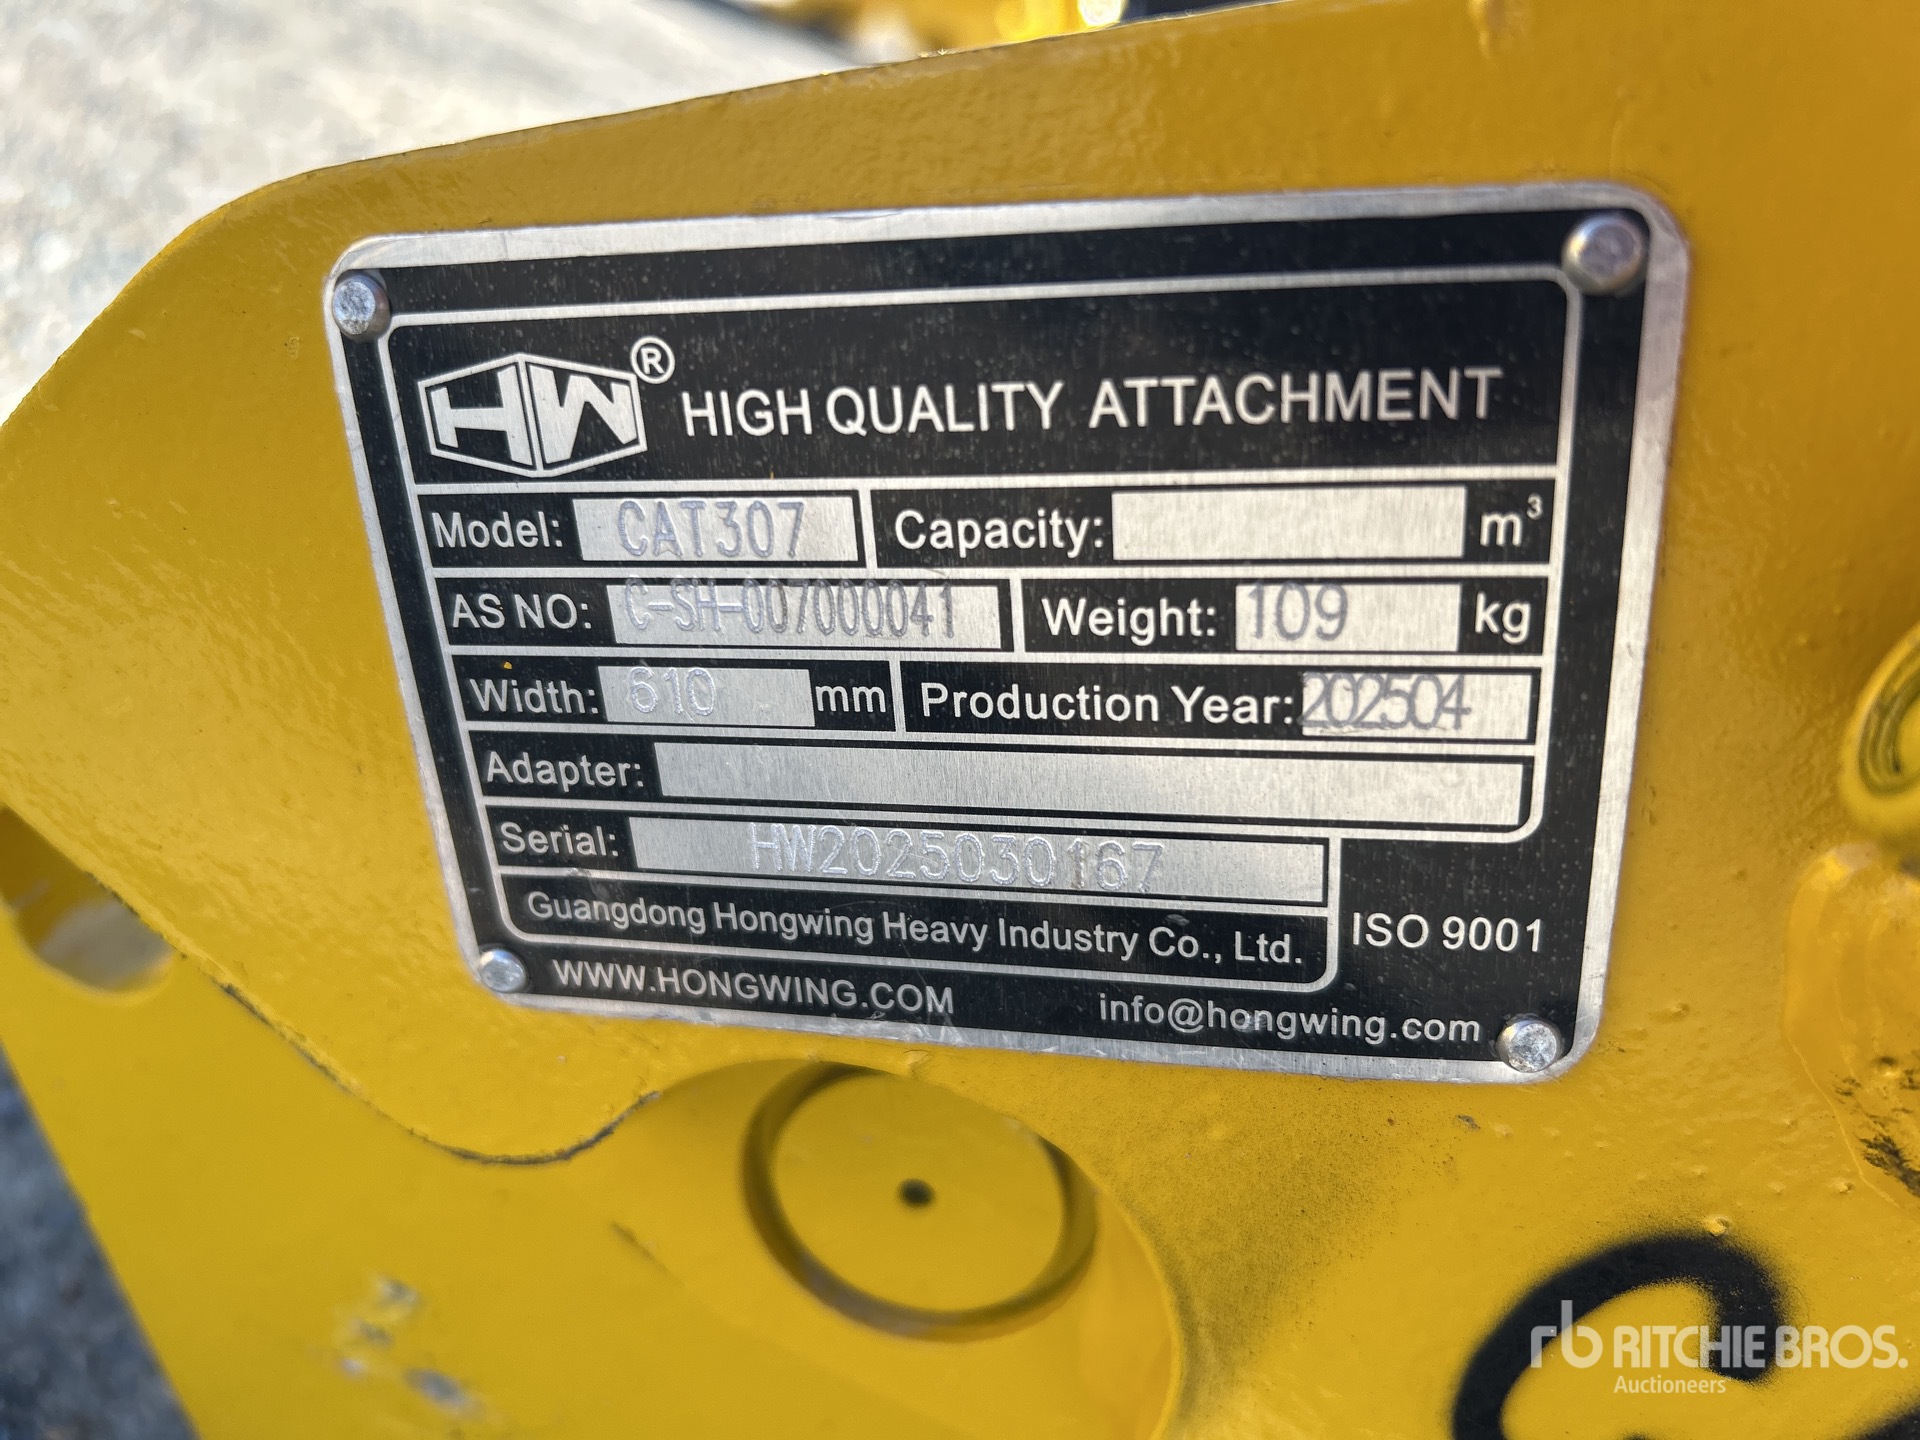 HW® HIGH QUALITY ATTACHMENT
Model: CAT307 Capacity: m³
AS NO: C-SH-007000041 Weight: 109 kg
Width: 610 mm Production Year: 202504
Adapter:
Serial: HW2025030167
Guangdong Hongwing Heavy Industry Co., Ltd. ISO 9001
WWW.HONGWING.COM info@hongwing.com
rb RITCHIE BROS.
Auctioneers